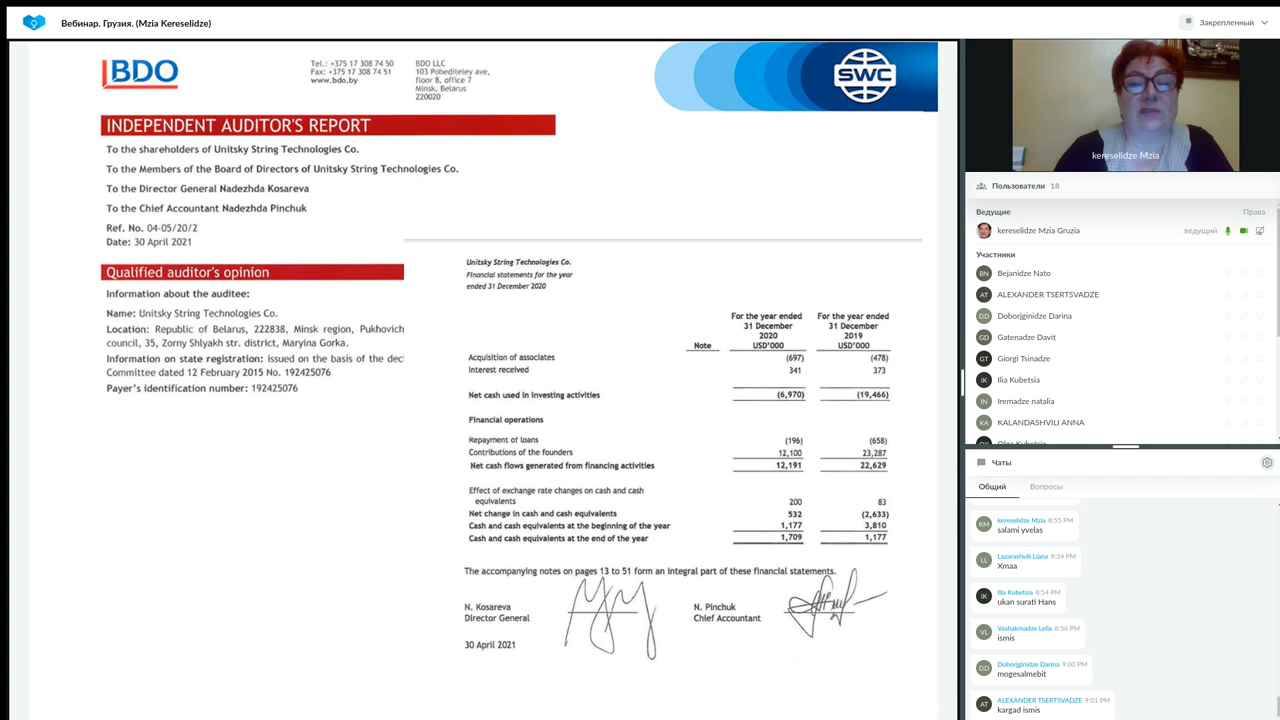 Вебинар. Грузия. (Mzia Kereselidze)
Закрепленный
BDO
Tel.: +375 17 308 74 50
Fax: +375 17 308 74 51
www.bdo.by
BDO LLC
103 Pobediteley ave,
floor 8, office 7
Minsk, Belarus
220020
SWC
INDEPENDENT AUDITOR'S REPORT
To the shareholders of Unitsky String Technologies Co.
To the Members of the Board of Directors of Unitsky String Technologies Co.
To the Director General Nadezhda Kosareva
To the Chief Accountant Nadezhda Pinchuk
Ref. No. 04-05/20/2
Date: 30 April 2021
Qualified auditor's opinion
Information about the auditee:
Name: Unitsky String Technologies Co.
Location: Republic of Belarus, 222838, Minsk region, Pukhovich
council, 35, Zorny Shlyakh str. district, Maryina Gorka.
Information on state registration: issued on the basis of the dec
Committee dated 12 February 2015 No. 192425076
Payer's identification number: 192425076
Unitsky String Technologies Co.
Financial statements for the year
ended 31 December 2020
Note
For the year ended
31 December
2020
USD'000
For the year ended
31 December
2019
USD'000
Acquisition of associates (697) (478)
Interest received 341 373
Net cash used in investing activities (6,970) (19,466)
Financial operations
Repayment of loans (196) (658)
Contributions of the founders 12,100 23,287
Net cash flows generated from financing activities 12,191 22,629
Effect of exchange rate changes on cash and cash
equivalents 200 83
Net change in cash and cash equivalents 532 (2,633)
Cash and cash equivalents at the beginning of the year 1,177 3,810
Cash and cash equivalents at the end of the year 1,709 1,177
The accompanying notes on pages 13 to 51 form an integral part of these financial statements.
N. Kosareva
Director General
N. Pinchuk
Chief Accountant
30 April 2021
kereselidze Mzia
Пользователи 18
Ведущие Права
kereselidze Mzia Gruzia ведущий
Участники
BN Bejanidze Nato
AT ALEXANDER TSERTSVADZE
DD Doborjginidze Darina
GD Gatenadze Davit
GT Giorgi Tsinadze
IK Ilia Kubetsia
IN Iremadze natalia
KA KALANDASHVILI ANNA
Olga Kubetsia
Чаты
Общий Вопросы
KM kereselidze Mzia 8:55 PM
salami yvelas
LL Lazarashvili Liana 9:34 PM
Xmaa
IK Ilia Kubetsia 8:54 PM
ukan surati Hans
VL Vashakmadze Leila 8:56 PM
ismis
DD Doborjginidze Darina 9:00 PM
mogesalmebit
AT ALEXANDER TSERTSVADZE 9:01 PM
kargad ismis